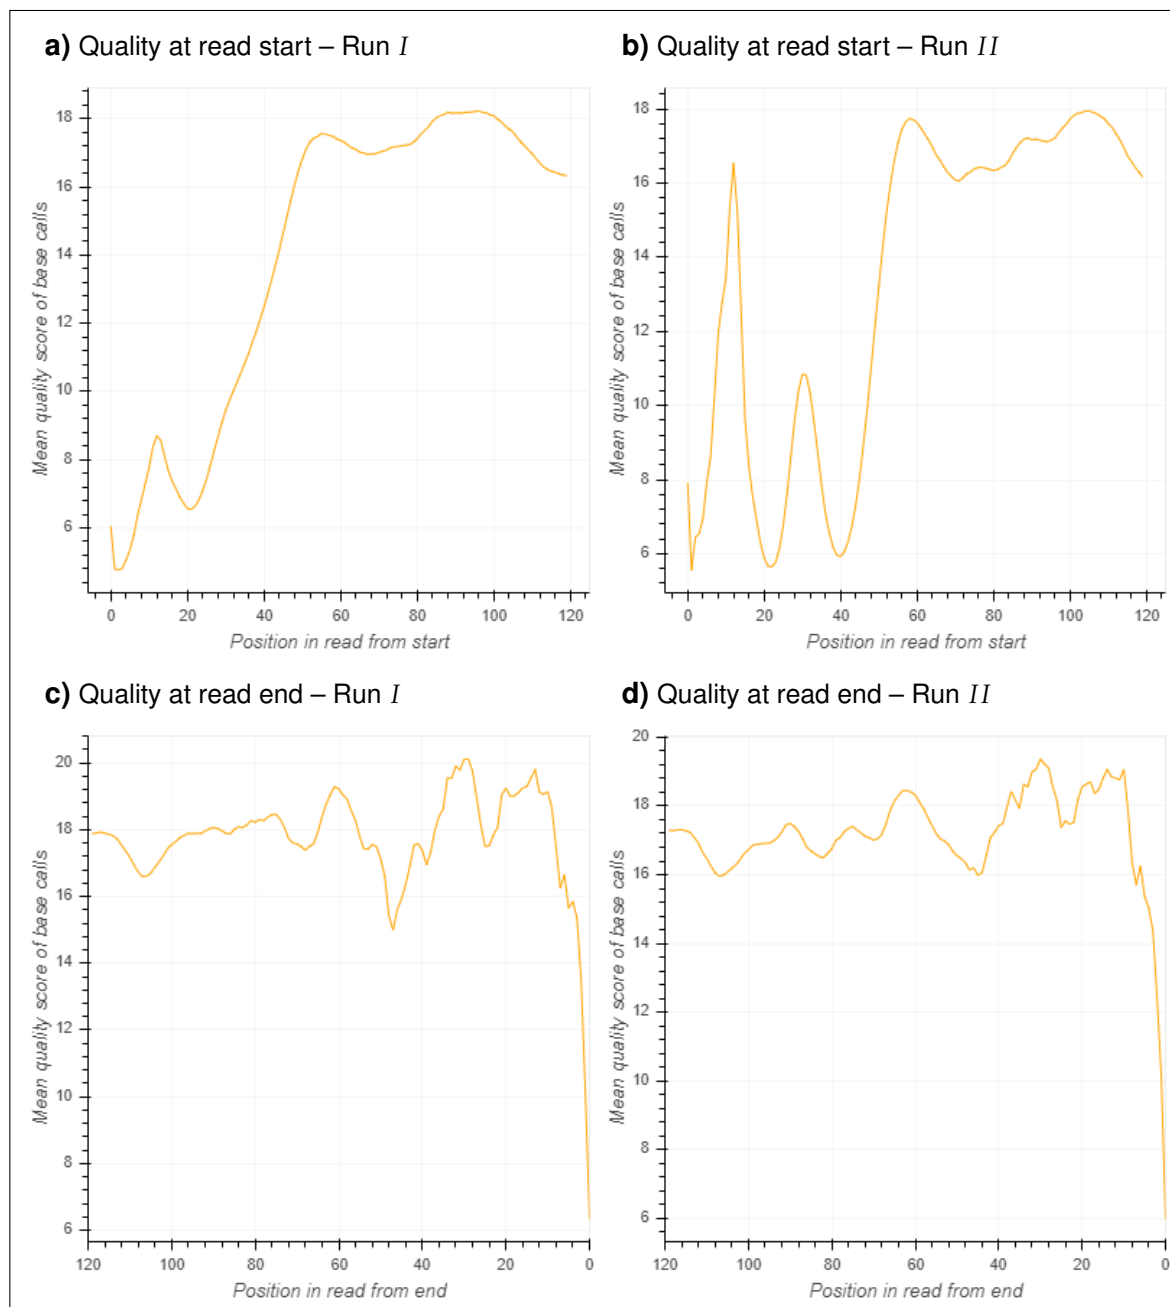 a) Quality at read start – Run I
18
16
14
12
10
8
6
0 20 40 60 80 100 120
Mean quality score of base calls
Position in read from start
b) Quality at read start – Run II
18
16
14
12
10
8
6
0 20 40 60 80 100 120
Mean quality score of base calls
Position in read from start
c) Quality at read end – Run I
20
18
16
14
12
10
8
6
120 100 80 60 40 20 0
Mean quality score of base calls
Position in read from end
d) Quality at read end – Run II
20
18
16
14
12
10
8
6
120 100 80 60 40 20 0
Mean quality score of base calls
Position in read from end